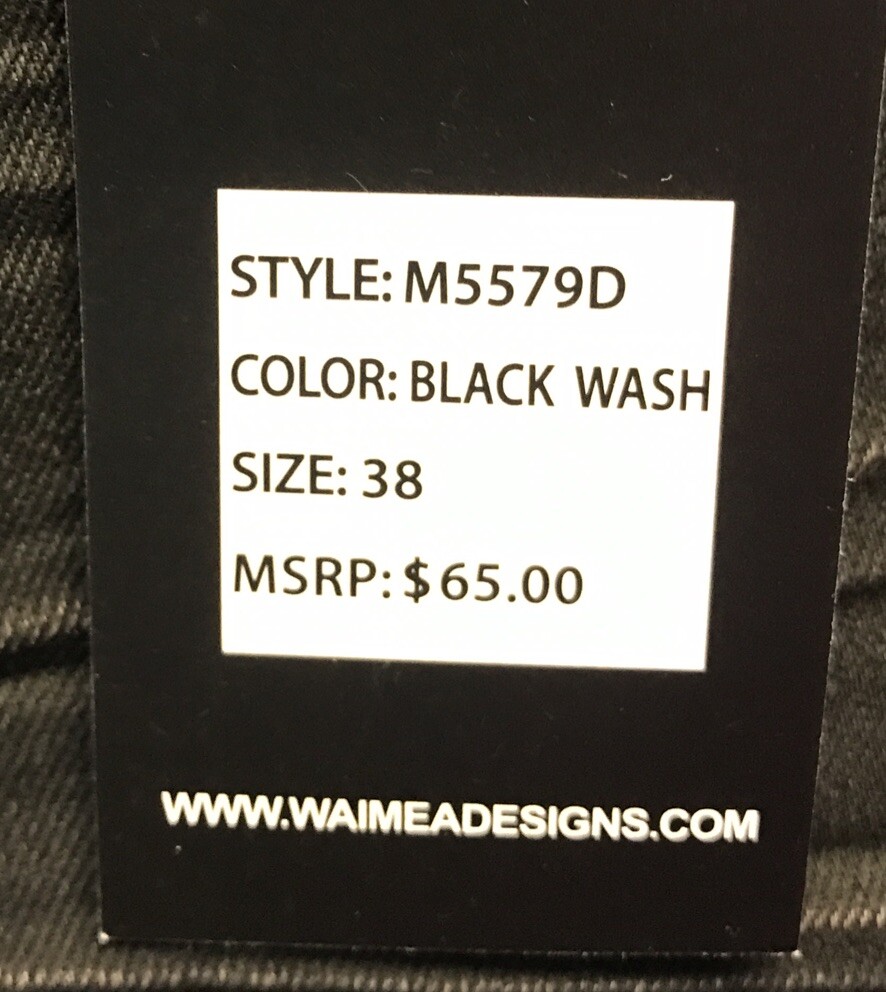 STYLE: M5579D
COLOR: BLACK WASH
SIZE: 38
MSRP: $65.00
WWW.WAIMEADESIGNS.COM